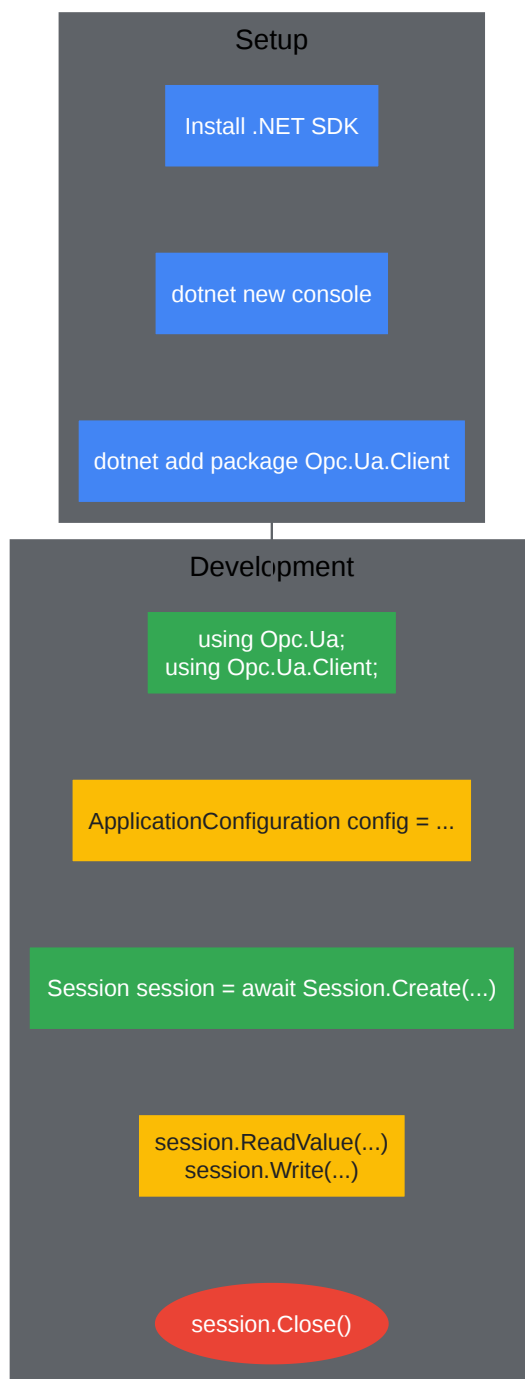 Setup
Install .NET SDK
dotnet new console
dotnet add package Opc.Ua.Client
Development
using Opc.Ua;
using Opc.Ua.Client;
ApplicationConfiguration config = ...
Session session = await Session.Create(...)
session.ReadValue(...)
session.Write(...)
session.Close()